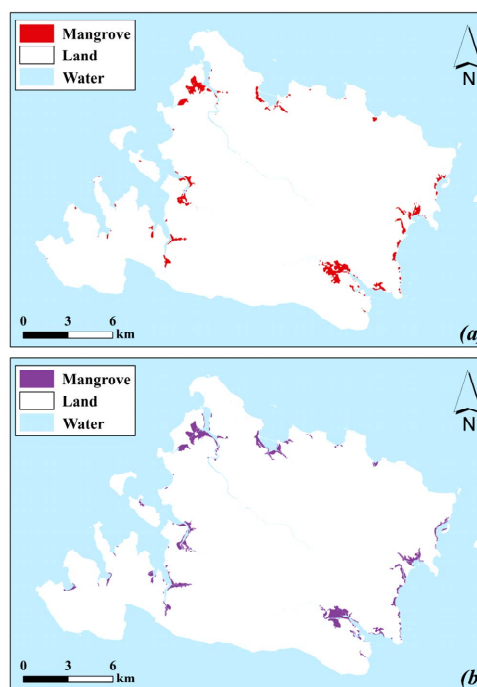 Mangrove
Land
Water
N
0 3 6
km
(a)
Mangrove
Land
Water
N
0 3 6
km
(b)